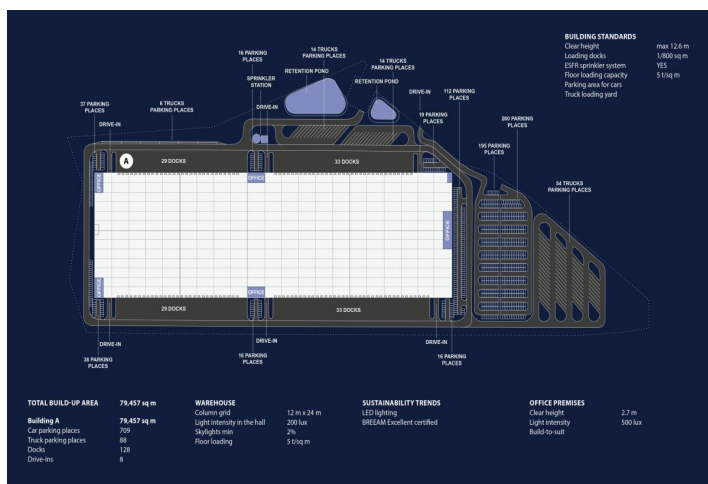 BUILDING STANDARDS
Clear height max 12.6 m
Loading docks 1/800 sq m
ESFR sprinkler system YES
Floor loading capacity 5 t/sq m
Parking area for cars
Truck loading yard
14 TRUCKS
PARKING PLACES
16 PARKING
PLACES
14 TRUCKS
PARKING PLACES
RETENTION POND
SPRINKLER
STATION
RETENTION POND
DRIVE-IN
112 PARKING
PLACES
37 PARKING
PLACES
6 TRUCKS
PARKING PLACES
DRIVE-IN
19 PARKING
PLACES
260 PARKING
PLACES
DRIVE-IN
195 PARKING
PLACES
A
29 DOCKS
33 DOCKS
54 TRUCKS
PARKING PLACES
OFFICE
OFFICE
OFFICE
OFFICE
OFFICE
29 DOCKS
33 DOCKS
DRIVE-IN
DRIVE-IN
DRIVE-IN
38 PARKING
PLACES
16 PARKING
PLACES
16 PARKING
PLACES
TOTAL BUILD-UP AREA 79,457 sq m
Building A 79,457 sq m
Car parking places 709
Truck parking places 88
Docks 128
Drive-ins 8
WAREHOUSE
Column grid 12 m x 24 m
Light intensity in the hall 200 lux
Skylights min 2%
Floor loading 5 t/sq m
SUSTAINABILITY TRENDS
LED lighting
BREEAM Excellent certified
OFFICE PREMISES
Clear height 2.7 m
Light intensity 500 lux
Build-to-suit